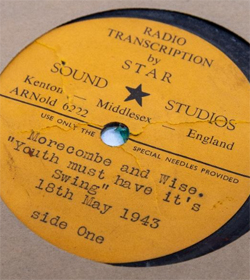 RADIO
TRANSCRIPTION
by
STAR
SOUND ★ STUDIOS
Kenton — Middlesex — England
ARNold 6222
USE ONLY THE SPECIAL NEEDLES PROVIDED
Morecombe and Wise.
"Youth must have it's
Swing"
18th May 1943
side One